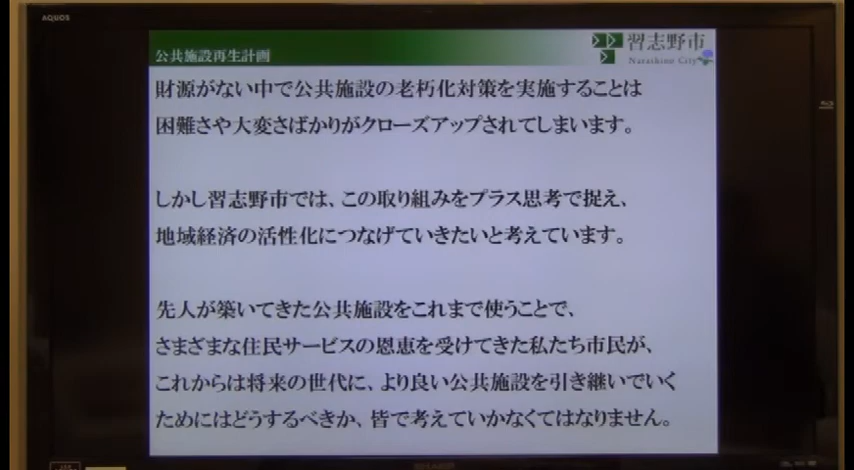 AQUOS
公共施設再生計画
習志野市
Narashino City
財源がない中で公共施設の老朽化対策を実施することは
困難さや大変さばかりがクローズアップされてしまいます。
しかし習志野市では、この取り組みをプラス思考で捉え、
地域経済の活性化につなげていきたいと考えています。
先人が築いてきた公共施設をこれまで使うことで、
さまざまな住民サービスの恩恵を受けてきた私たち市民が、
これからは将来の世代に、より良い公共施設を引き継いでいく
ためにはどうするべきか、皆で考えていかなくてはなりません。
SHARP